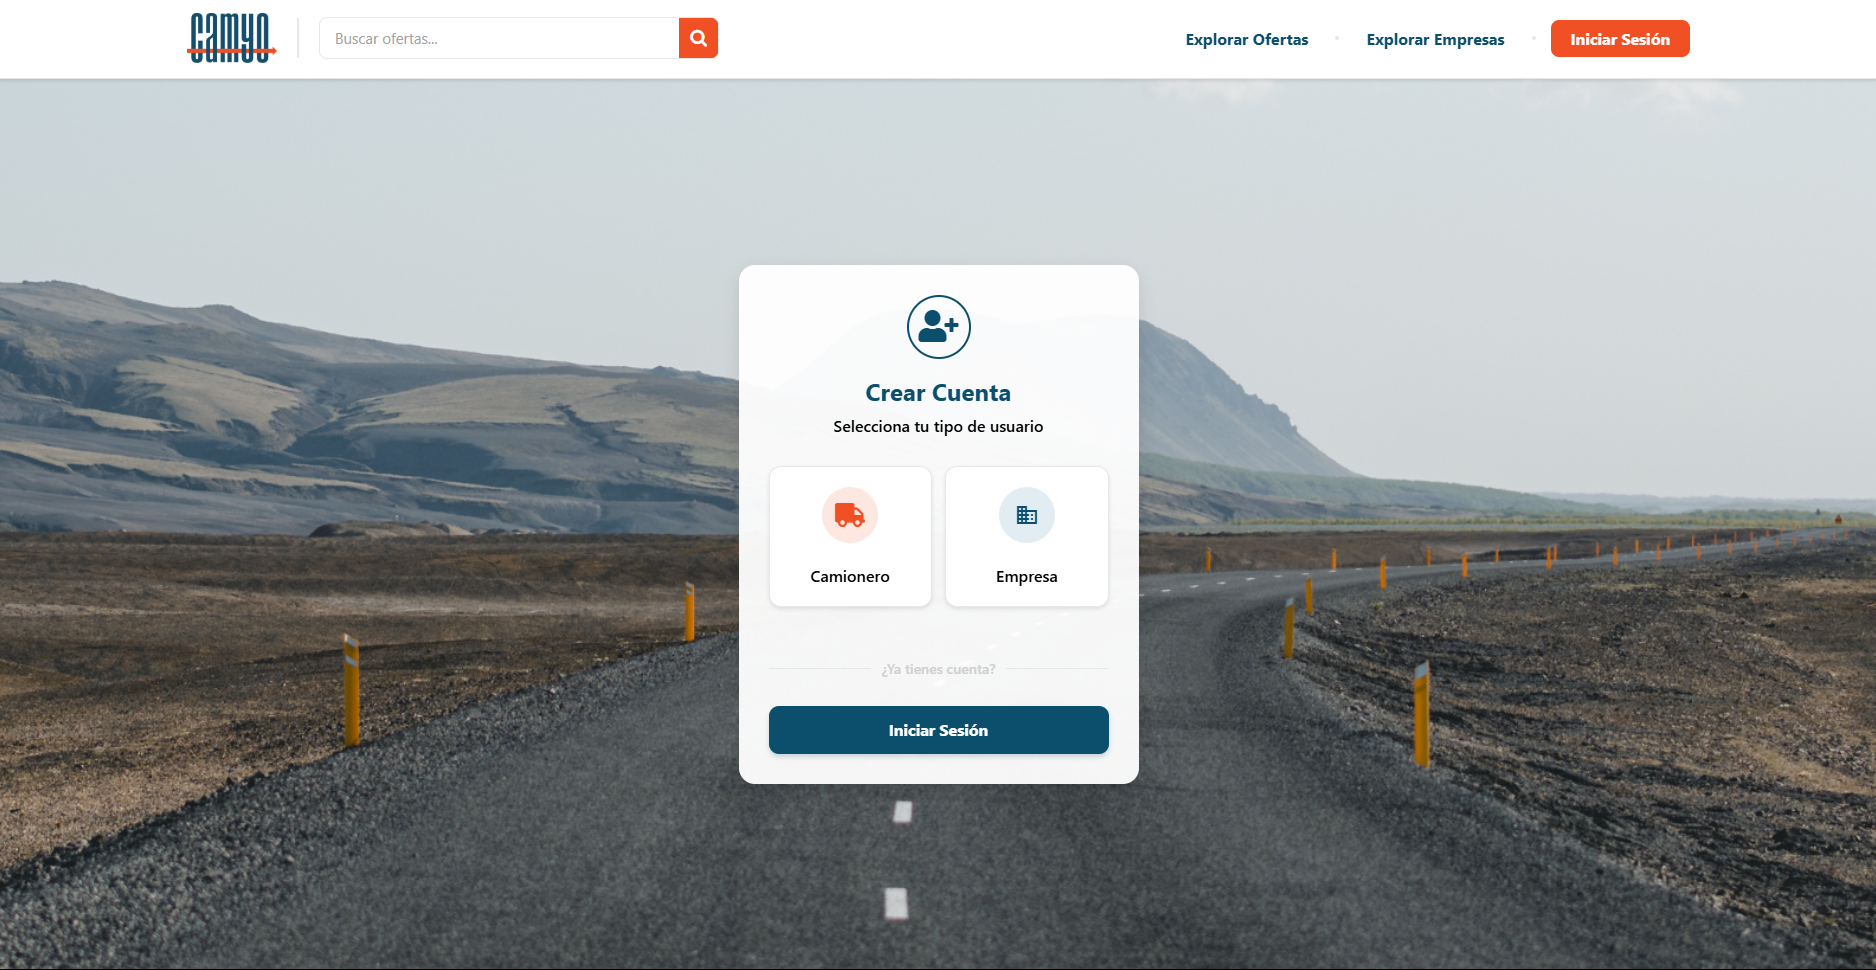 camyo
Buscar ofertas...
Explorar Ofertas
Explorar Empresas
Iniciar Sesión
Crear Cuenta
Selecciona tu tipo de usuario
Camionero
Empresa
¿Ya tienes cuenta?
Iniciar Sesión